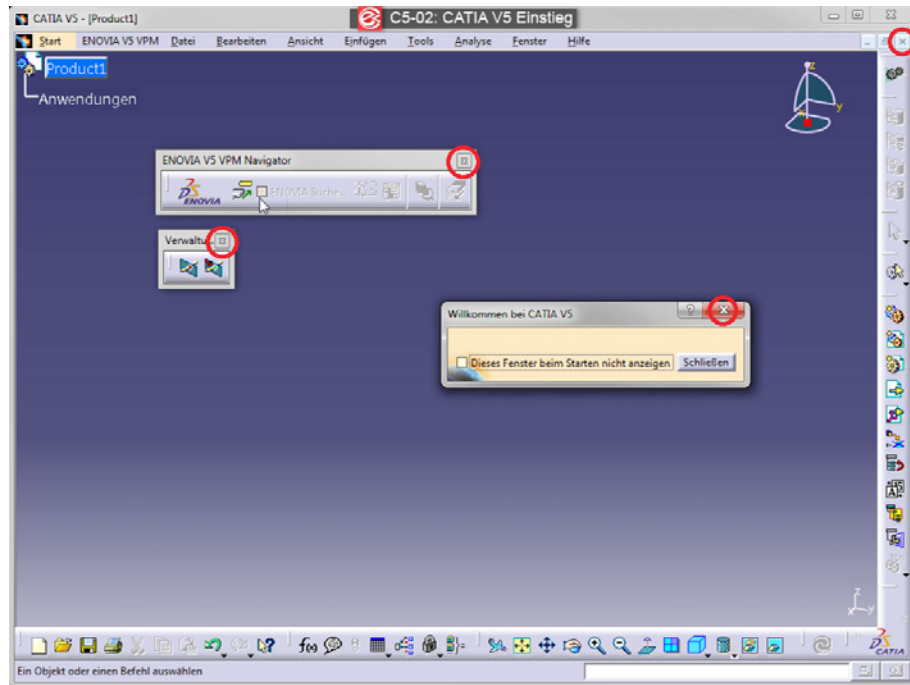 CATIA V5 - [Product1]
C5-02: CATIA V5 Einstieg
Start ENOVIA V5 VPM Datei Bearbeiten Ansicht Einfügen Tools Analyse Fenster Hilfe
Product1
Anwendungen
z
y
x
ENOVIA V5 VPM Navigator
ENOVIA
ENOVIA Suche...
Verwaltu...
Willkommen bei CATIA V5
Dieses Fenster beim Starten nicht anzeigen Schließen
z
x y
f(x)
CATIA
Ein Objekt oder einen Befehl auswählen